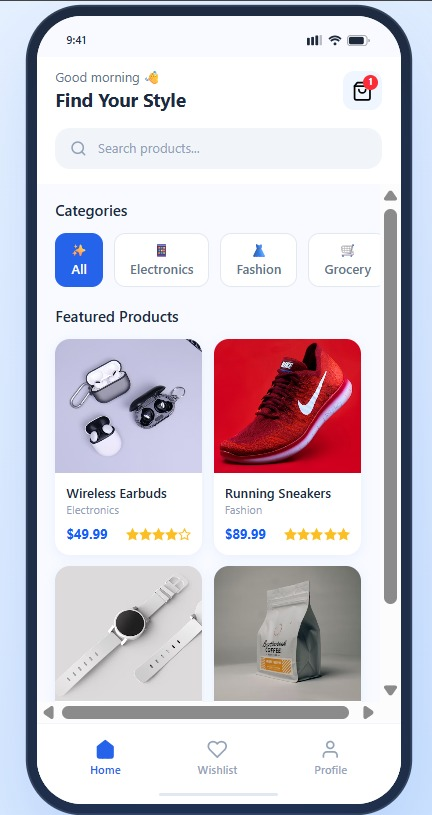 9:41
Good morning 👋
Find Your Style
1
Search products...
Categories
All
Electronics
Fashion
Grocery
Featured Products
Wireless Earbuds
Electronics
$49.99
Running Sneakers
Fashion
$89.99
COFFEE
Home
Wishlist
Profile